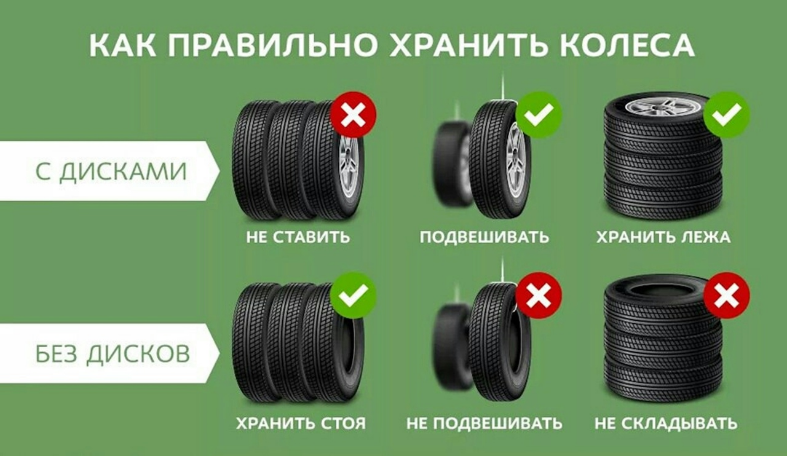 КАК ПРАВИЛЬНО ХРАНИТЬ КОЛЕСА
С ДИСКАМИ
НЕ СТАВИТЬ
ПОДВЕШИВАТЬ
ХРАНИТЬ ЛЕЖА
БЕЗ ДИСКОВ
ХРАНИТЬ СТОЯ
НЕ ПОДВЕШИВАТЬ
НЕ СКЛАДЫВАТЬ